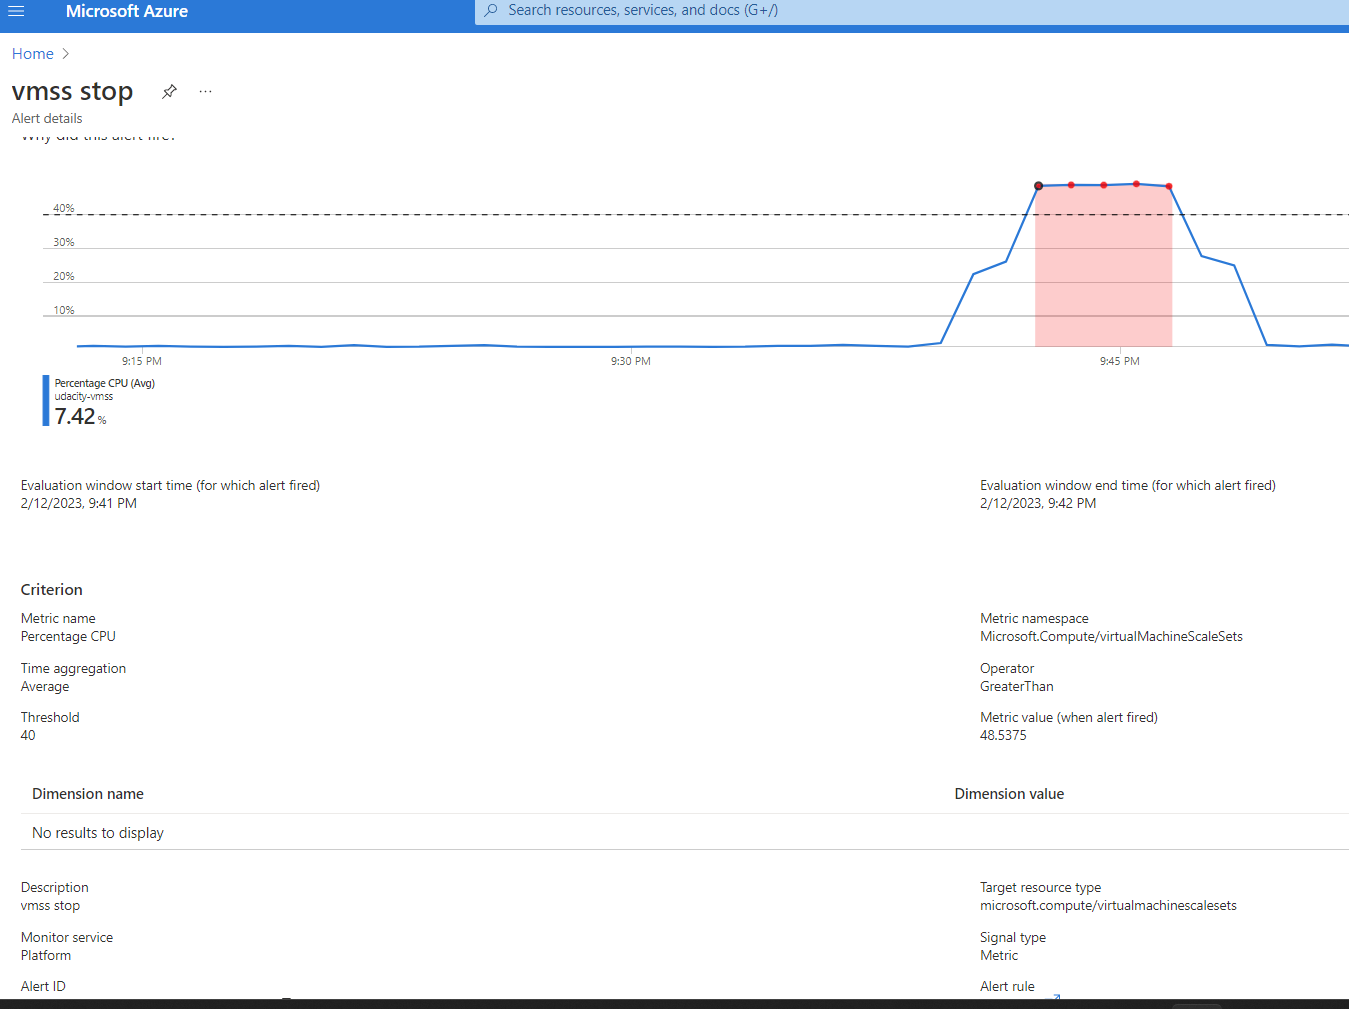 Microsoft Azure
Search resources, services, and docs (G+/)
Home
vmss stop
...
Alert details
Why did this alert fire?
40%
30%
20%
10%
9:15 PM
9:30 PM
9:45 PM
Percentage CPU (Avg)
udacity-vmss
7.42 %
Evaluation window start time (for which alert fired)
2/12/2023, 9:41 PM
Evaluation window end time (for which alert fired)
2/12/2023, 9:42 PM
Criterion
Metric name
Percentage CPU
Metric namespace
Microsoft.Compute/virtualMachineScaleSets
Time aggregation
Average
Operator
GreaterThan
Threshold
40
Metric value (when alert fired)
48.5375
Dimension name
Dimension value
No results to display
Description
vmss stop
Target resource type
microsoft.compute/virtualmachinescalesets
Monitor service
Platform
Signal type
Metric
Alert ID
Alert rule